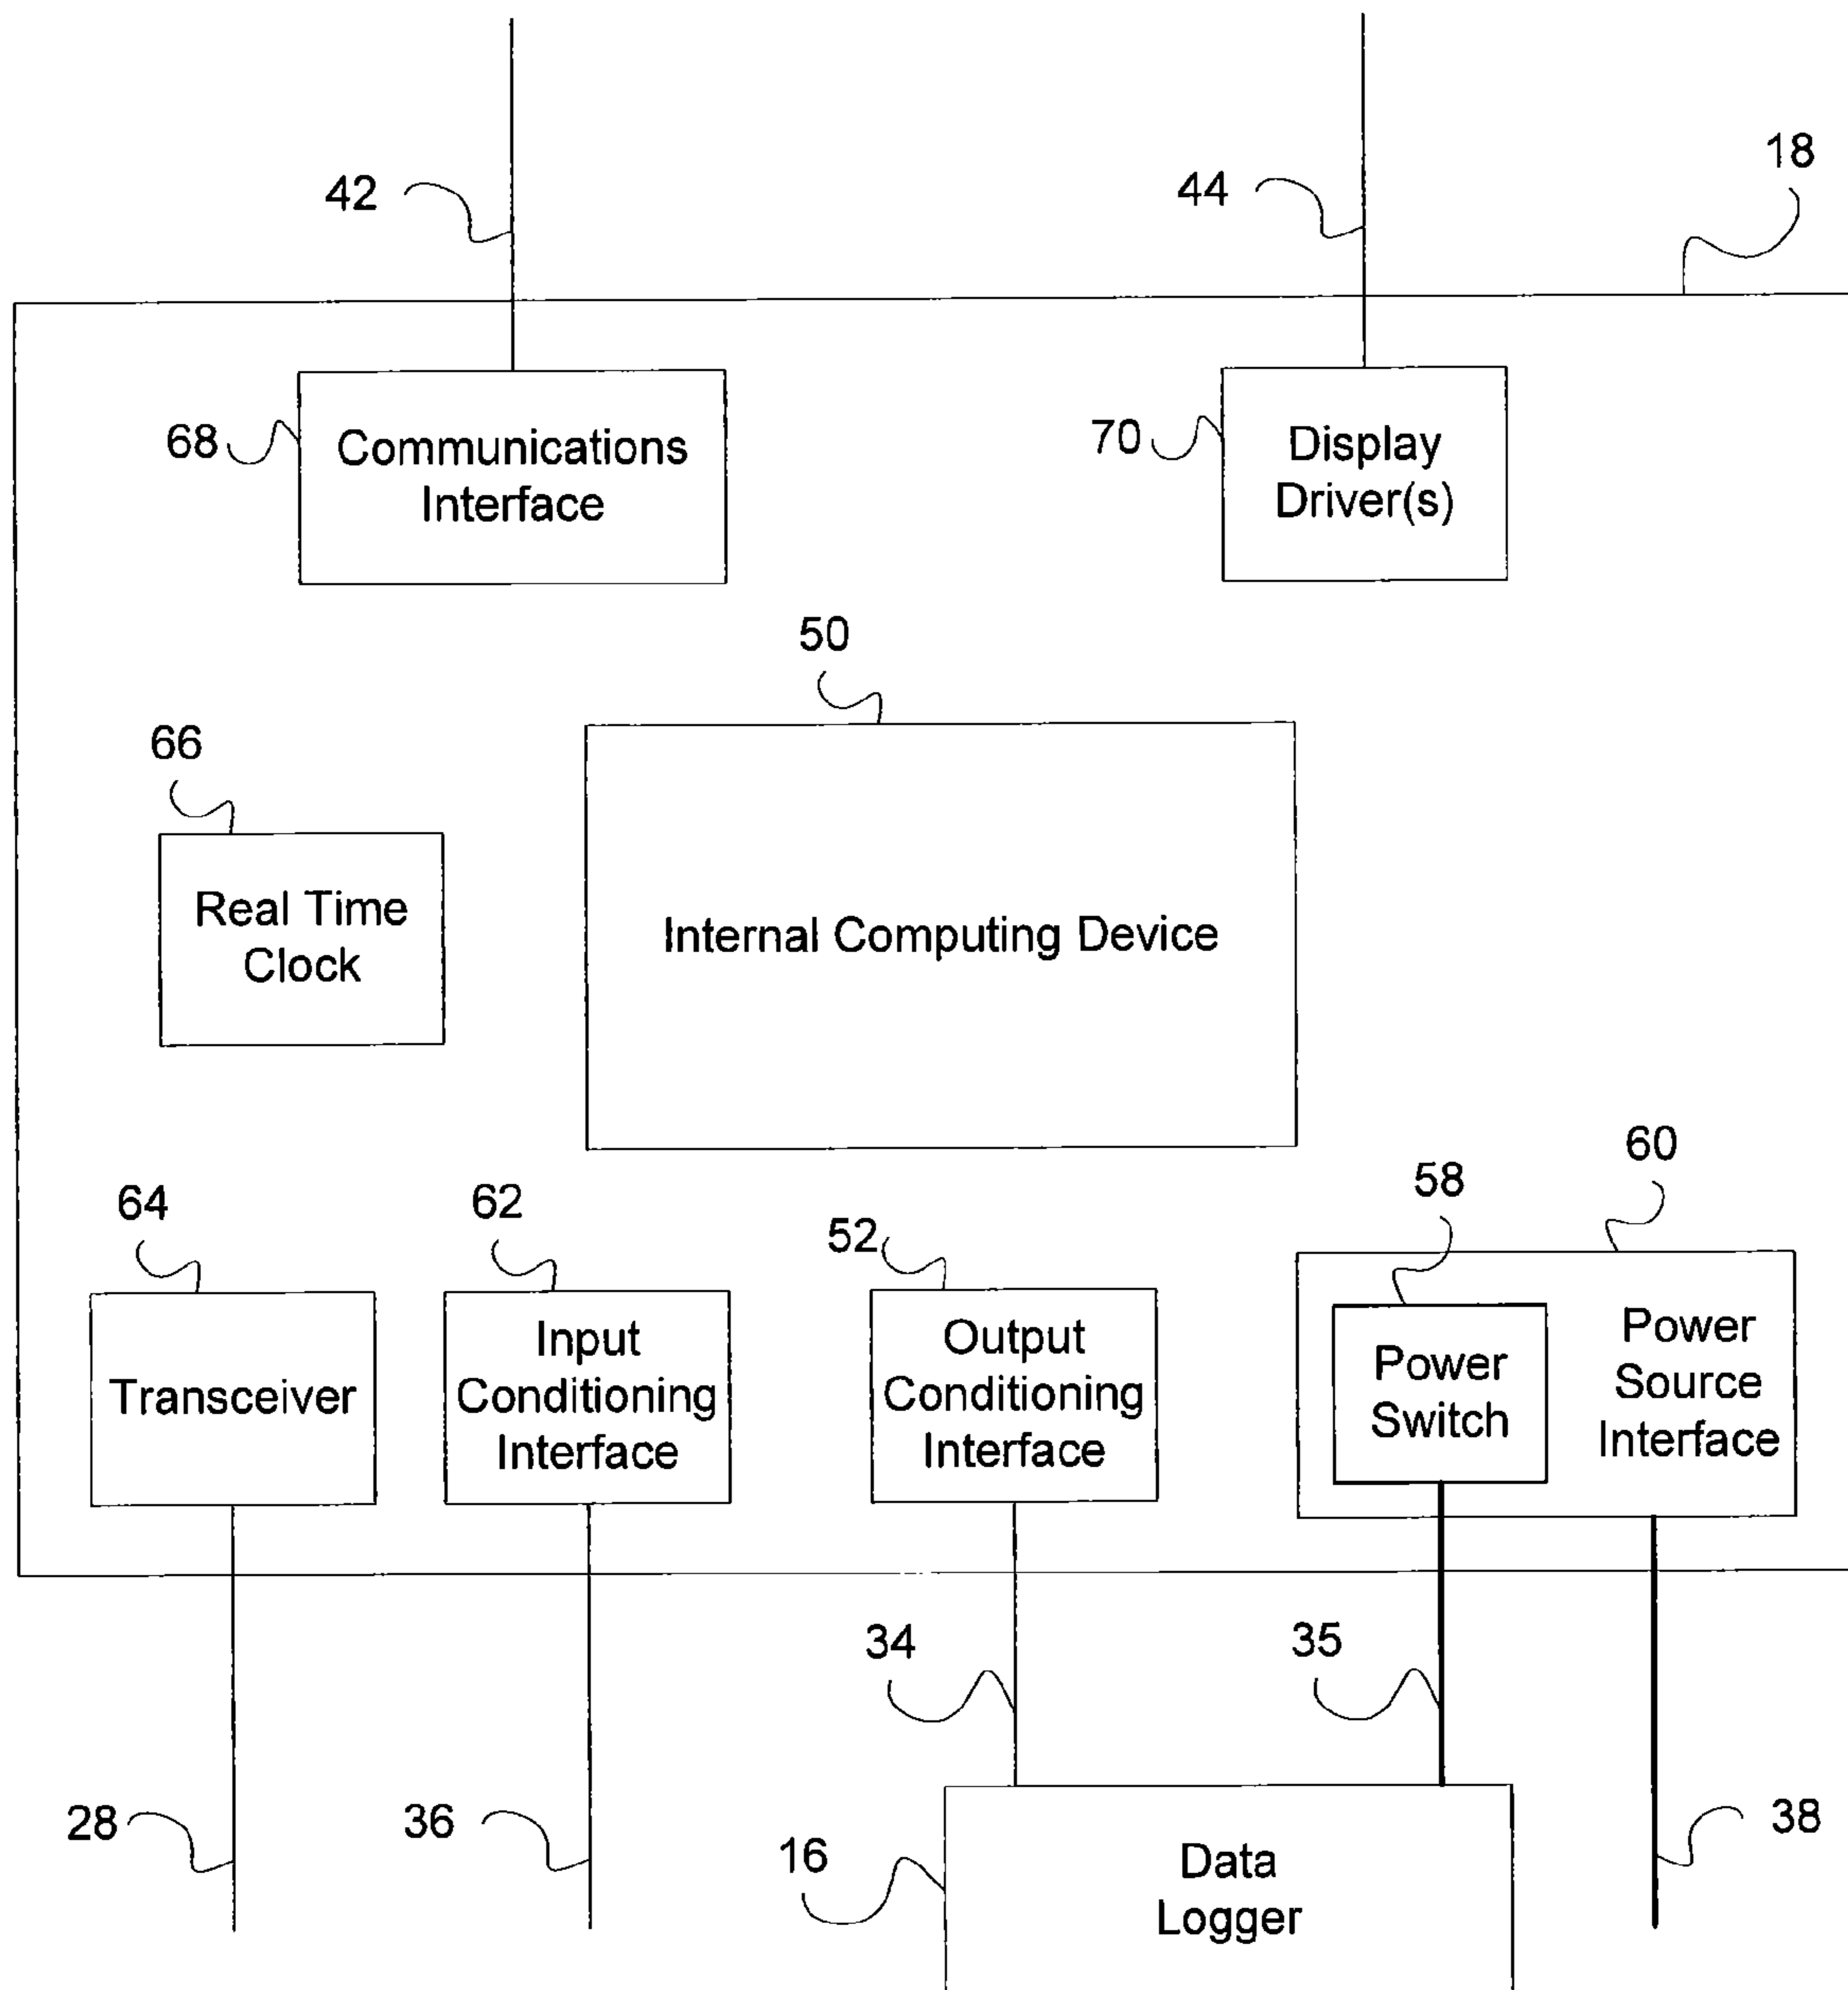 18
42
44
68
Communications
Interface
70
Display
Driver(s)
50
66
Real Time
Clock
Internal Computing Device
60
58
64
62
52
Transceiver
Input
Conditioning
Interface
Output
Conditioning
Interface
Power
Switch
Power
Source
Interface
34
35
28
36
16
Data
Logger
38